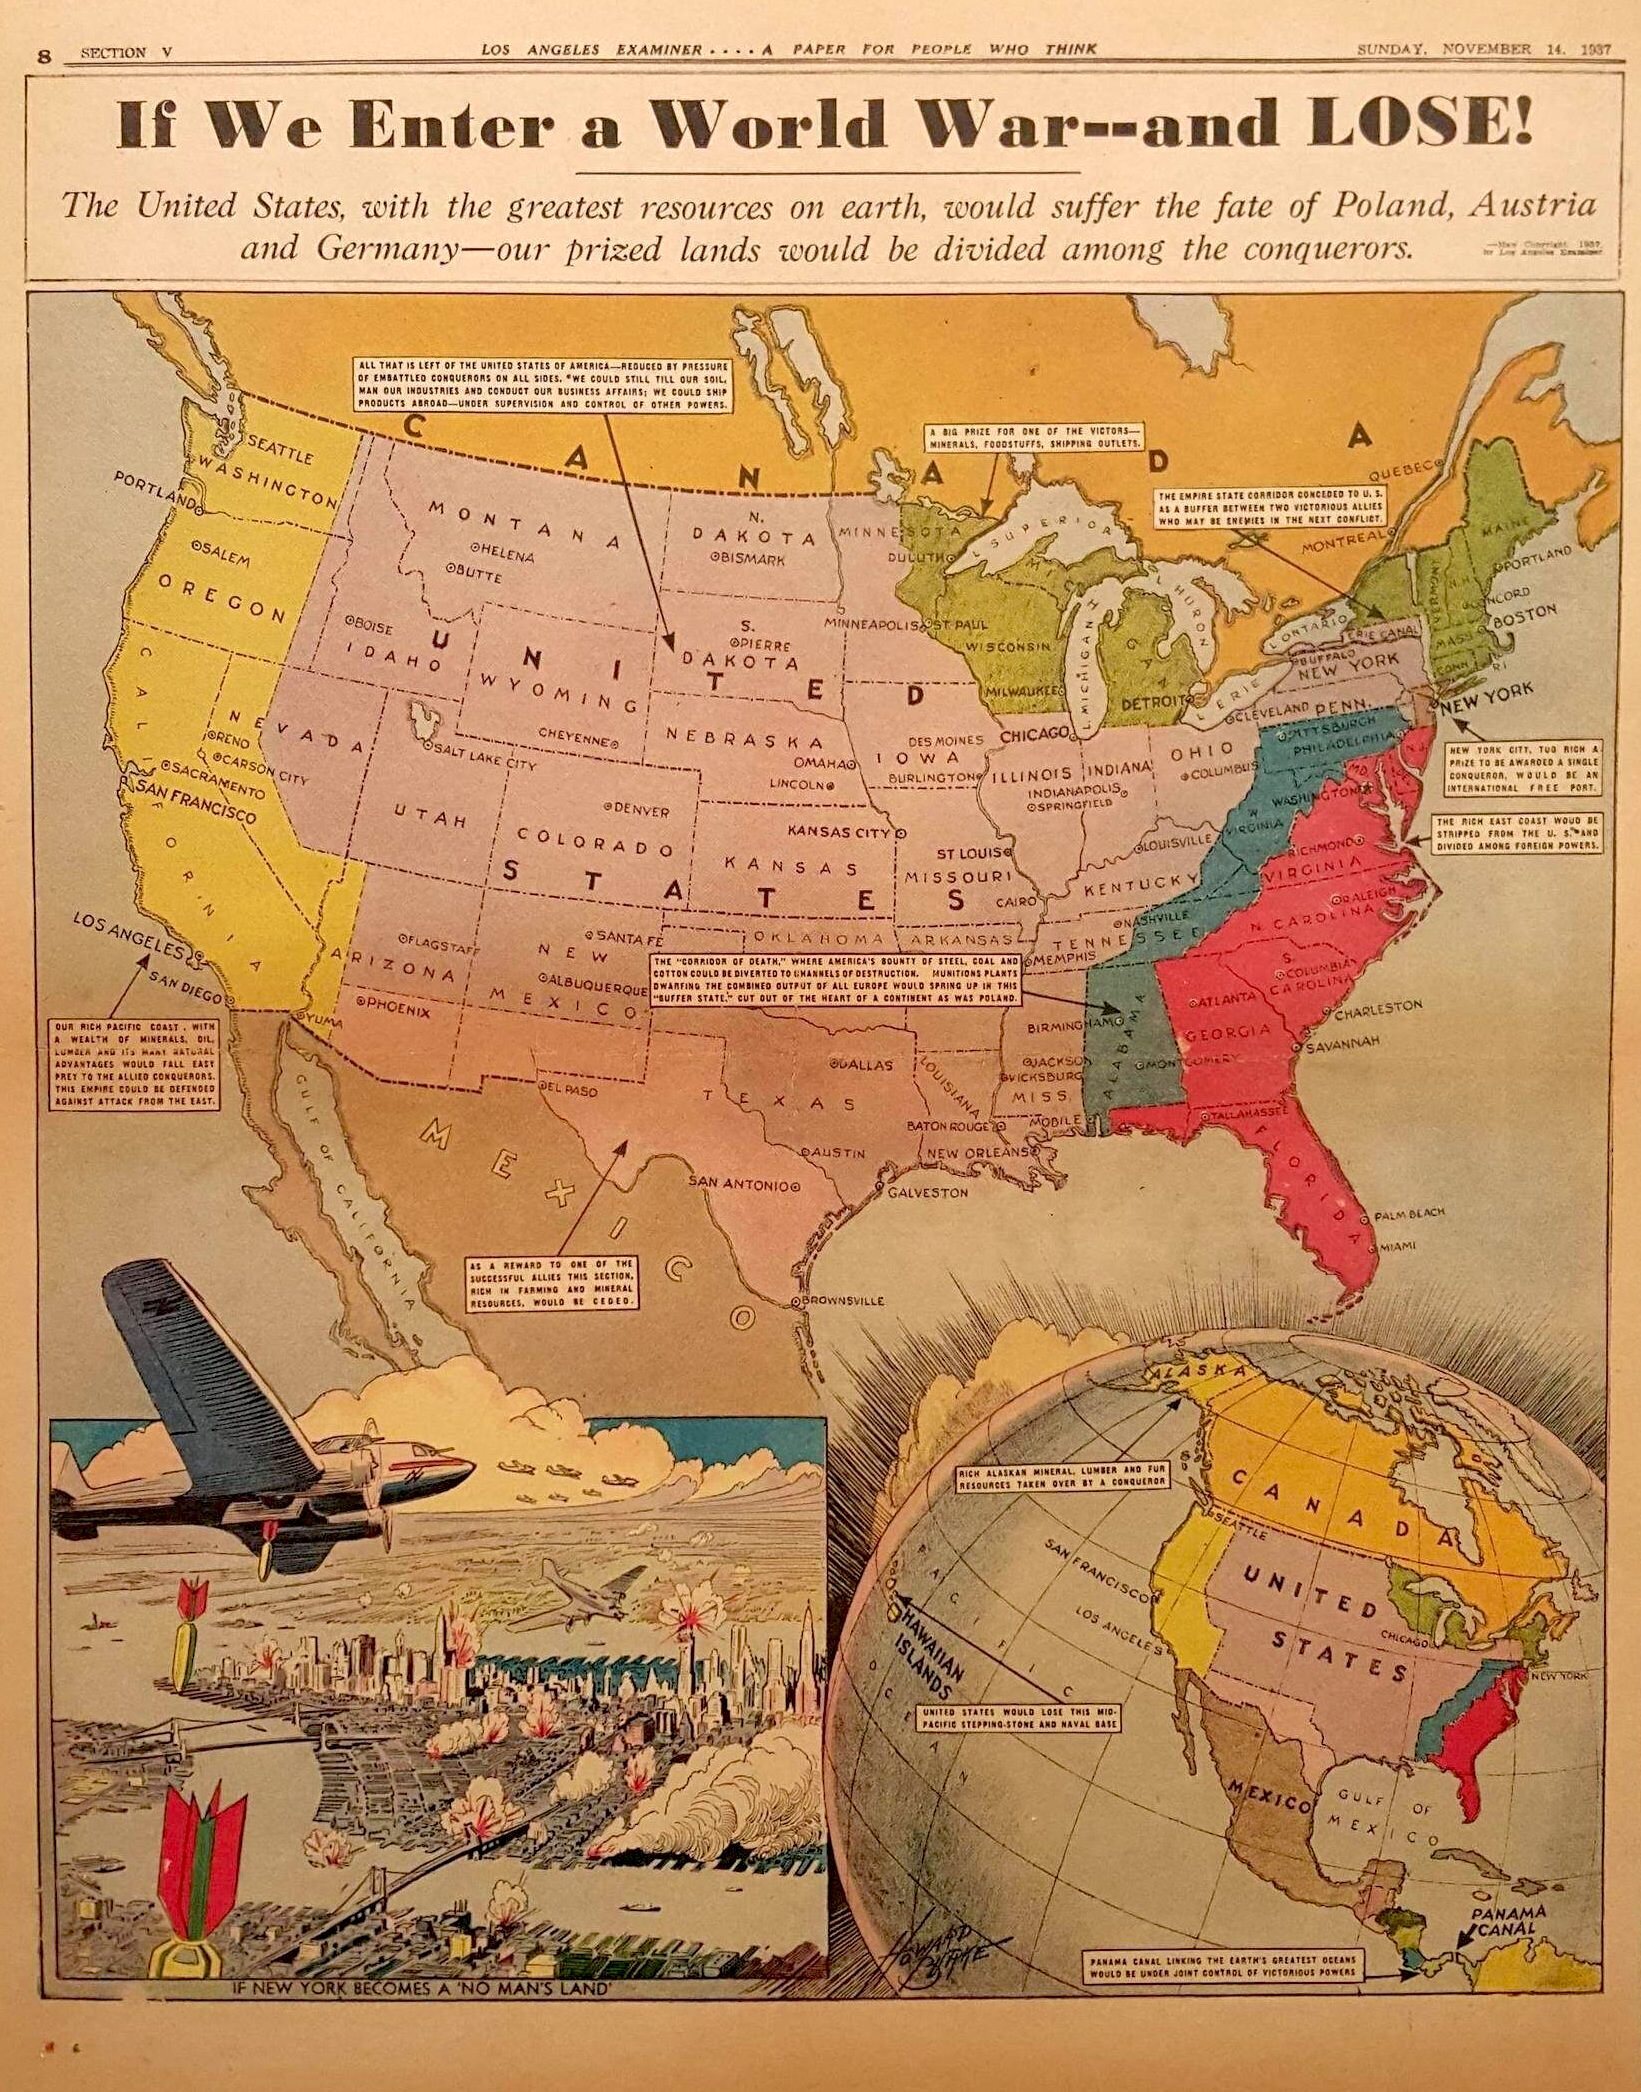 8 SECTION V
LOS ANGELES EXAMINER .... A PAPER FOR PEOPLE WHO THINK
SUNDAY, NOVEMBER 14, 1937
If We Enter a World War--and LOSE!
The United States, with the greatest resources on earth, would suffer the fate of Poland, Austria
and Germany—our prized lands would be divided among the conquerors.
—Map Copyright, 1937,
by Los Angeles Examiner
ALL THAT IS LEFT OF THE UNITED STATES OF AMERICA—REDUCED BY PRESSURE
OF EMBATTLED CONQUERORS ON ALL SIDES. "WE COULD STILL TILL OUR SOIL,
MAN OUR INDUSTRIES AND CONDUCT OUR BUSINESS AFFAIRS; WE COULD SHIP
PRODUCTS ABROAD—UNDER SUPERVISION AND CONTROL OF OTHER POWERS.
A BIG PRIZE FOR ONE OF THE VICTORS—
MINERALS, FOODSTUFFS, SHIPPING OUTLETS.
CANADA
QUEBEC
THE EMPIRE STATE CORRIDOR CONCEDED TO U. S.
AS A BUFFER BETWEEN TWO VICTORIOUS ALLIES
WHO MAY BE ENEMIES IN THE NEXT CONFLICT.
MONTREAL
SEATTLE
WASHINGTON
PORTLAND
SALEM
OREGON
MONTANA
HELENA
BUTTE
N.
DAKOTA
BISMARK
MINNESOTA
DULUTH
L. SUPERIOR
MICHIGAN
L. MICHIGAN
L. HURON
MAINE
PORTLAND
VERMONT
N.H.
CONCORD
BOSTON
MASS
CONN
R I
L ONTARIO
ERIE CANAL
BUFFALO
NEW YORK
L. ERIE
BOISE
IDAHO
UNITED
WYOMING
CHEYENNE
S.
PIERRE
DAKOTA
MINNEAPOLIS
ST. PAUL
WISCONSIN
MILWAUKEE
DETROIT
CLEVELAND
PENN.
PITTSBURGH
PHILADELPHIA
NEW YORK
N.J.
CALIFORNIA
NEVADA
RENO
CARSON CITY
SACRAMENTO
SAN FRANCISCO
SALT LAKE CITY
UTAH
NEBRASKA
OMAHA
LINCOLN
DES MOINES
IOWA
BURLINGTON
CHICAGO
ILLINOIS
INDIANA
INDIANAPOLIS
SPRINGFIELD
OHIO
COLUMBUS
NEW YORK CITY, TOO RICH A
PRIZE TO BE AWARDED A SINGLE
CONQUEROR, WOULD BE AN
INTERNATIONAL FREE PORT.
DENVER
COLORADO
KANSAS CITY
KANSAS
STATES
ST LOUIS
MISSOURI
CAIRO
LOUISVILLE
KENTUCKY
W
VIRGINIA
WASHINGTON
MD
RICHMOND
VIRGINIA
THE RICH EAST COAST WOUD BE
STRIPPED FROM THE U. S. AND
DIVIDED AMONG FOREIGN POWERS.
RALEIGH
N. CAROLINA
LOS ANGELES
SAN DIEGO
FLAGSTAFF
ARIZONA
PHOENIX
YUMA
SANTA FE
NEW
ALBUQUERQUE
MEXICO
OKLAHOMA
ARKANSAS
NASHVILLE
TENNESSEE
MEMPHIS
THE "CORRIDOR OF DEATH," WHERE AMERICA'S BOUNTY OF STEEL, COAL AND
COTTON COULD BE DIVERTED TO CHANNELS OF DESTRUCTION. MUNITIONS PLANTS
DWARFING THE COMBINED OUTPUT OF ALL EUROPE WOULD SPRING UP IN THIS
"BUFFER STATE," CUT OUT OF THE HEART OF A CONTINENT AS WAS POLAND.
S.
COLUMBIA
CAROLINA
ATLANTA
GEORGIA
CHARLESTON
SAVANNAH
BIRMINGHAM
ALABAMA
MONTGOMERY
OUR RICH PACIFIC COAST, WITH
A WEALTH OF MINERALS, OIL,
LUMBER AND ITS MANY NATURAL
ADVANTAGES WOULD FALL EASY
PREY TO THE ALLIED CONQUERORS.
THIS EMPIRE COULD BE DEFENDED
AGAINST ATTACK FROM THE EAST.
GULF OF CALIFORNIA
EL PASO
DALLAS
TEXAS
LOUISIANA
JACKSON
VICKSBURG
MISS
MOBILE
TALLAHASSEE
FLORIDA
BATON ROUGE
NEW ORLEANS
AUSTIN
SAN ANTONIO
GALVESTON
BROWNSVILLE
PALM BEACH
MIAMI
MEXICO
AS A REWARD TO ONE OF THE
SUCCESSFUL ALLIES THIS SECTION,
RICH IN FARMING AND MINERAL
RESOURCES, WOULD BE CEDED.
ALASKA
RICH ALASKAN MINERAL, LUMBER AND FUR
RESOURCES TAKEN OVER BY A CONQUEROR
CANADA
SEATTLE
SAN FRANCISCO
LOS ANGELES
UNITED
STATES
CHICAGO
NEW YORK
PACIFIC
OCEAN
HAWAIIAN
ISLANDS
UNITED STATES WOULD LOSE THIS MID-
PACIFIC STEPPING-STONE AND NAVAL BASE
MEXICO
GULF OF
MEXICO
PANAMA
CANAL
PANAMA CANAL LINKING THE EARTH'S GREATEST OCEANS
WOULD BE UNDER JOINT CONTROL OF VICTORIOUS POWERS
HOWARD
BURKE
IF NEW YORK BECOMES A 'NO MAN'S LAND'